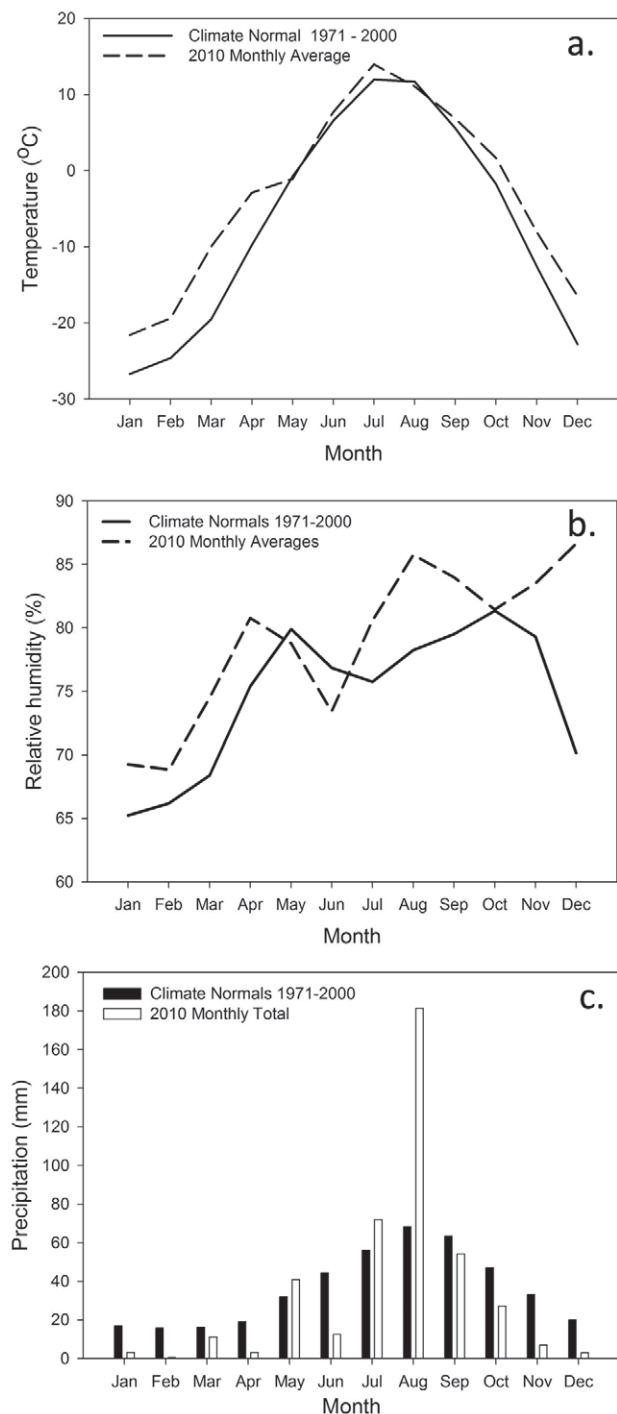 a.
Climate Normal 1971 - 2000
2010 Monthly Average
20
10
0
-10
-20
-30
Temperature (°C)
Jan Feb Mar Apr May Jun Jul Aug Sep Oct Nov Dec
Month
b.
Climate Normals 1971-2000
2010 Monthly Averages
90
85
80
75
70
65
60
Relative humidity (%)
Jan Feb Mar Apr May Jun Jul Aug Sep Oct Nov Dec
Month
c.
Climate Normals 1971-2000
2010 Monthly Total
200
180
160
140
120
100
80
60
40
20
0
Precipitation (mm)
Jan Feb Mar Apr May Jun Jul Aug Sep Oct Nov Dec
Month